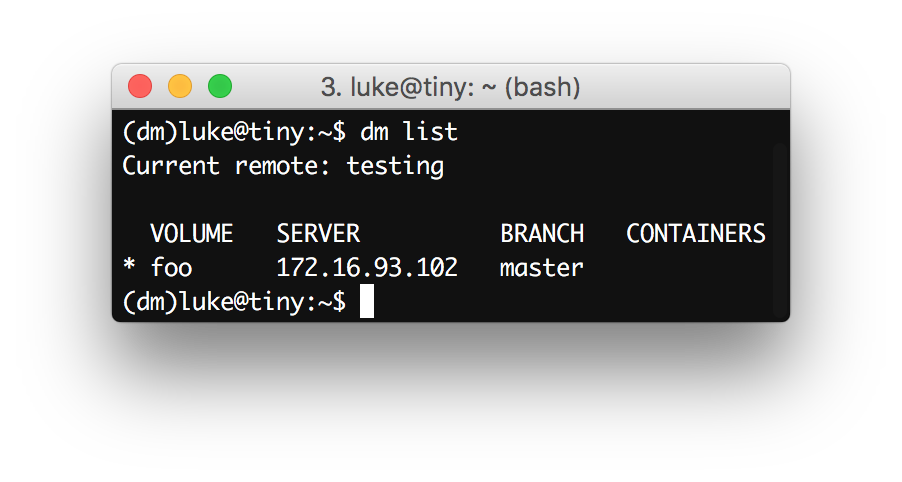 3. luke@tiny: ~ (bash)
(dm)luke@tiny:~$ dm list
Current remote: testing
  VOLUME   SERVER          BRANCH   CONTAINERS
* foo      172.16.93.102   master
(dm)luke@tiny:~$